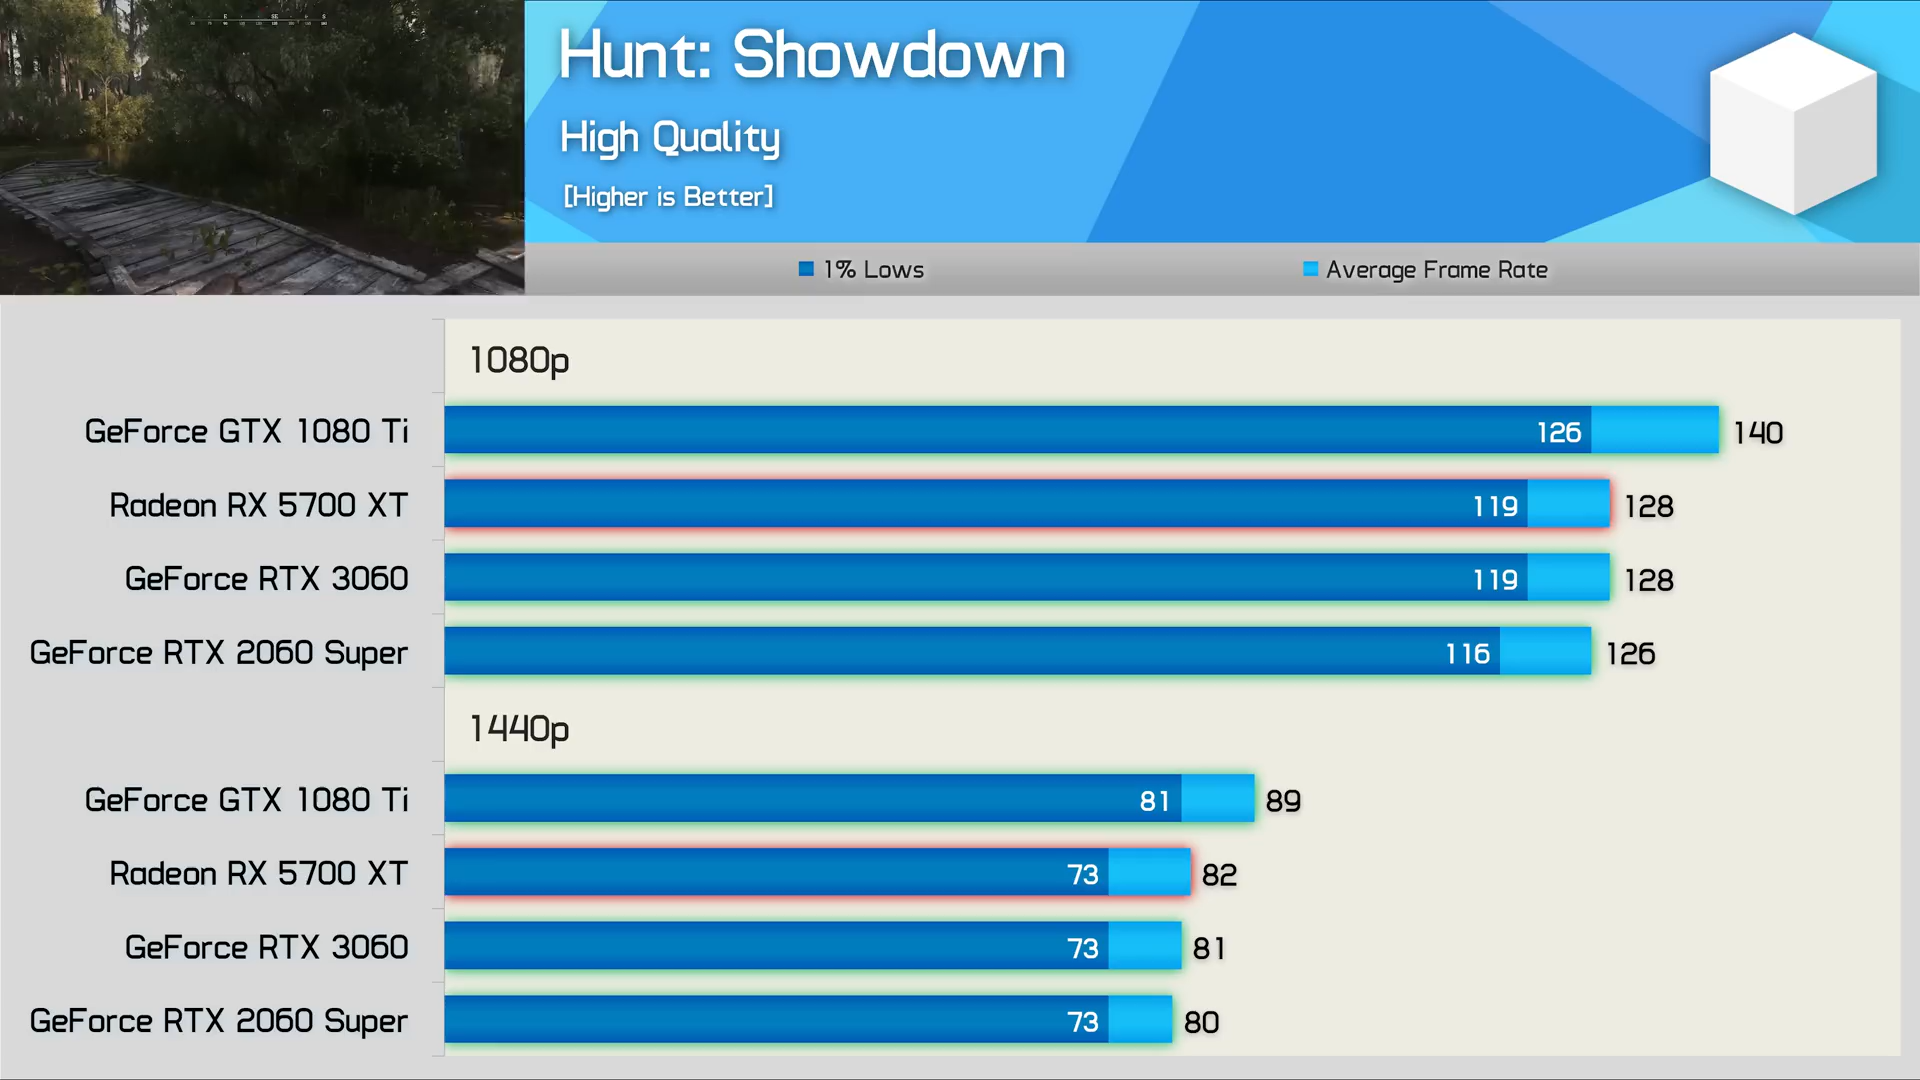 Hunt: Showdown
High Quality
[Higher is Better]
1% Lows
Average Frame Rate
1080p
GeForce GTX 1080 Ti 126 140
Radeon RX 5700 XT 119 128
GeForce RTX 3060 119 128
GeForce RTX 2060 Super 116 126
1440p
GeForce GTX 1080 Ti 81 89
Radeon RX 5700 XT 73 82
GeForce RTX 3060 73 81
GeForce RTX 2060 Super 73 80